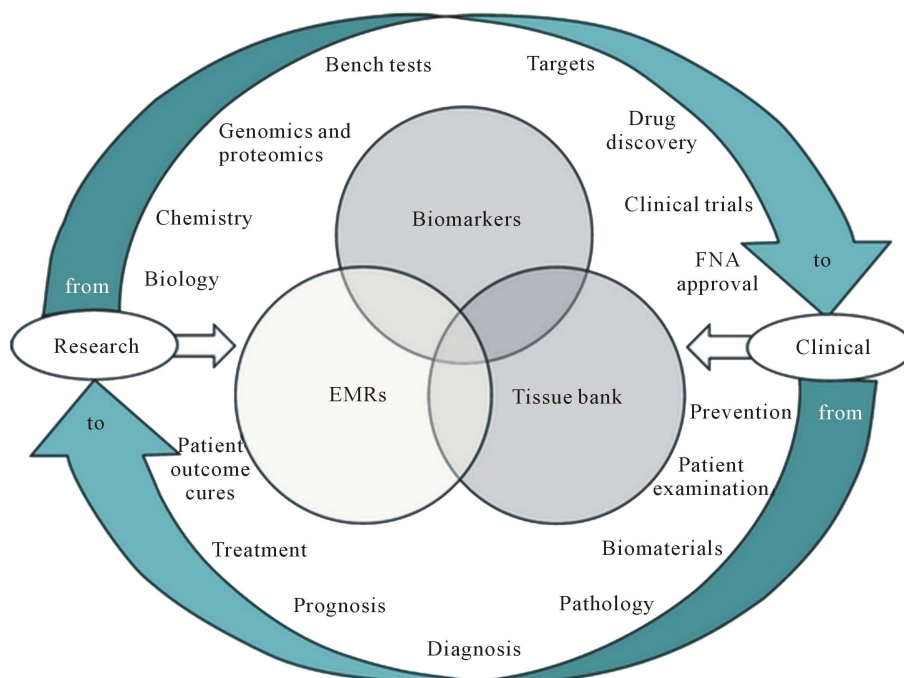 Bench tests
Targets
Genomics and
proteomics
Drug
discovery
Chemistry
Biomarkers
Clinical trials
from
Biology
FNA
approval
to
Research
Clinical
EMRs
Tissue bank
Prevention
from
to
Patient
outcome
cures
Patient
examination
Treatment
Biomaterials
Prognosis
Pathology
Diagnosis